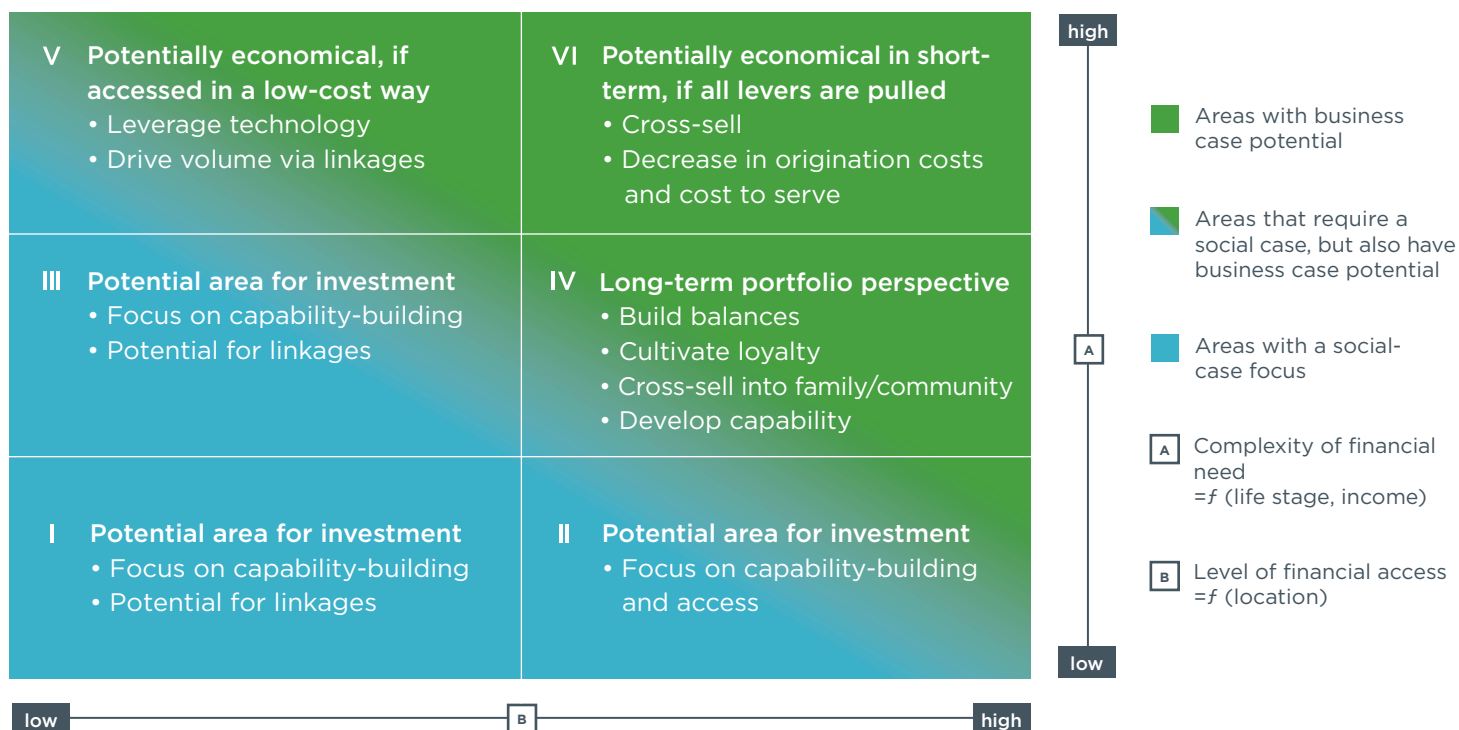 V Potentially economical, if
accessed in a low-cost way
• Leverage technology
• Drive volume via linkages
VI Potentially economical in short-
term, if all levers are pulled
• Cross-sell
• Decrease in origination costs
and cost to serve
III Potential area for investment
• Focus on capability-building
• Potential for linkages
IV Long-term portfolio perspective
• Build balances
• Cultivate loyalty
• Cross-sell into family/community
• Develop capability
I Potential area for investment
• Focus on capability-building
• Potential for linkages
II Potential area for investment
• Focus on capability-building
and access
low
B
high
high
A
low
Areas with business
case potential
Areas that require a
social case, but also have
business case potential
Areas with a social-
case focus
A Complexity of financial
need
=f (life stage, income)
B Level of financial access
=f (location)